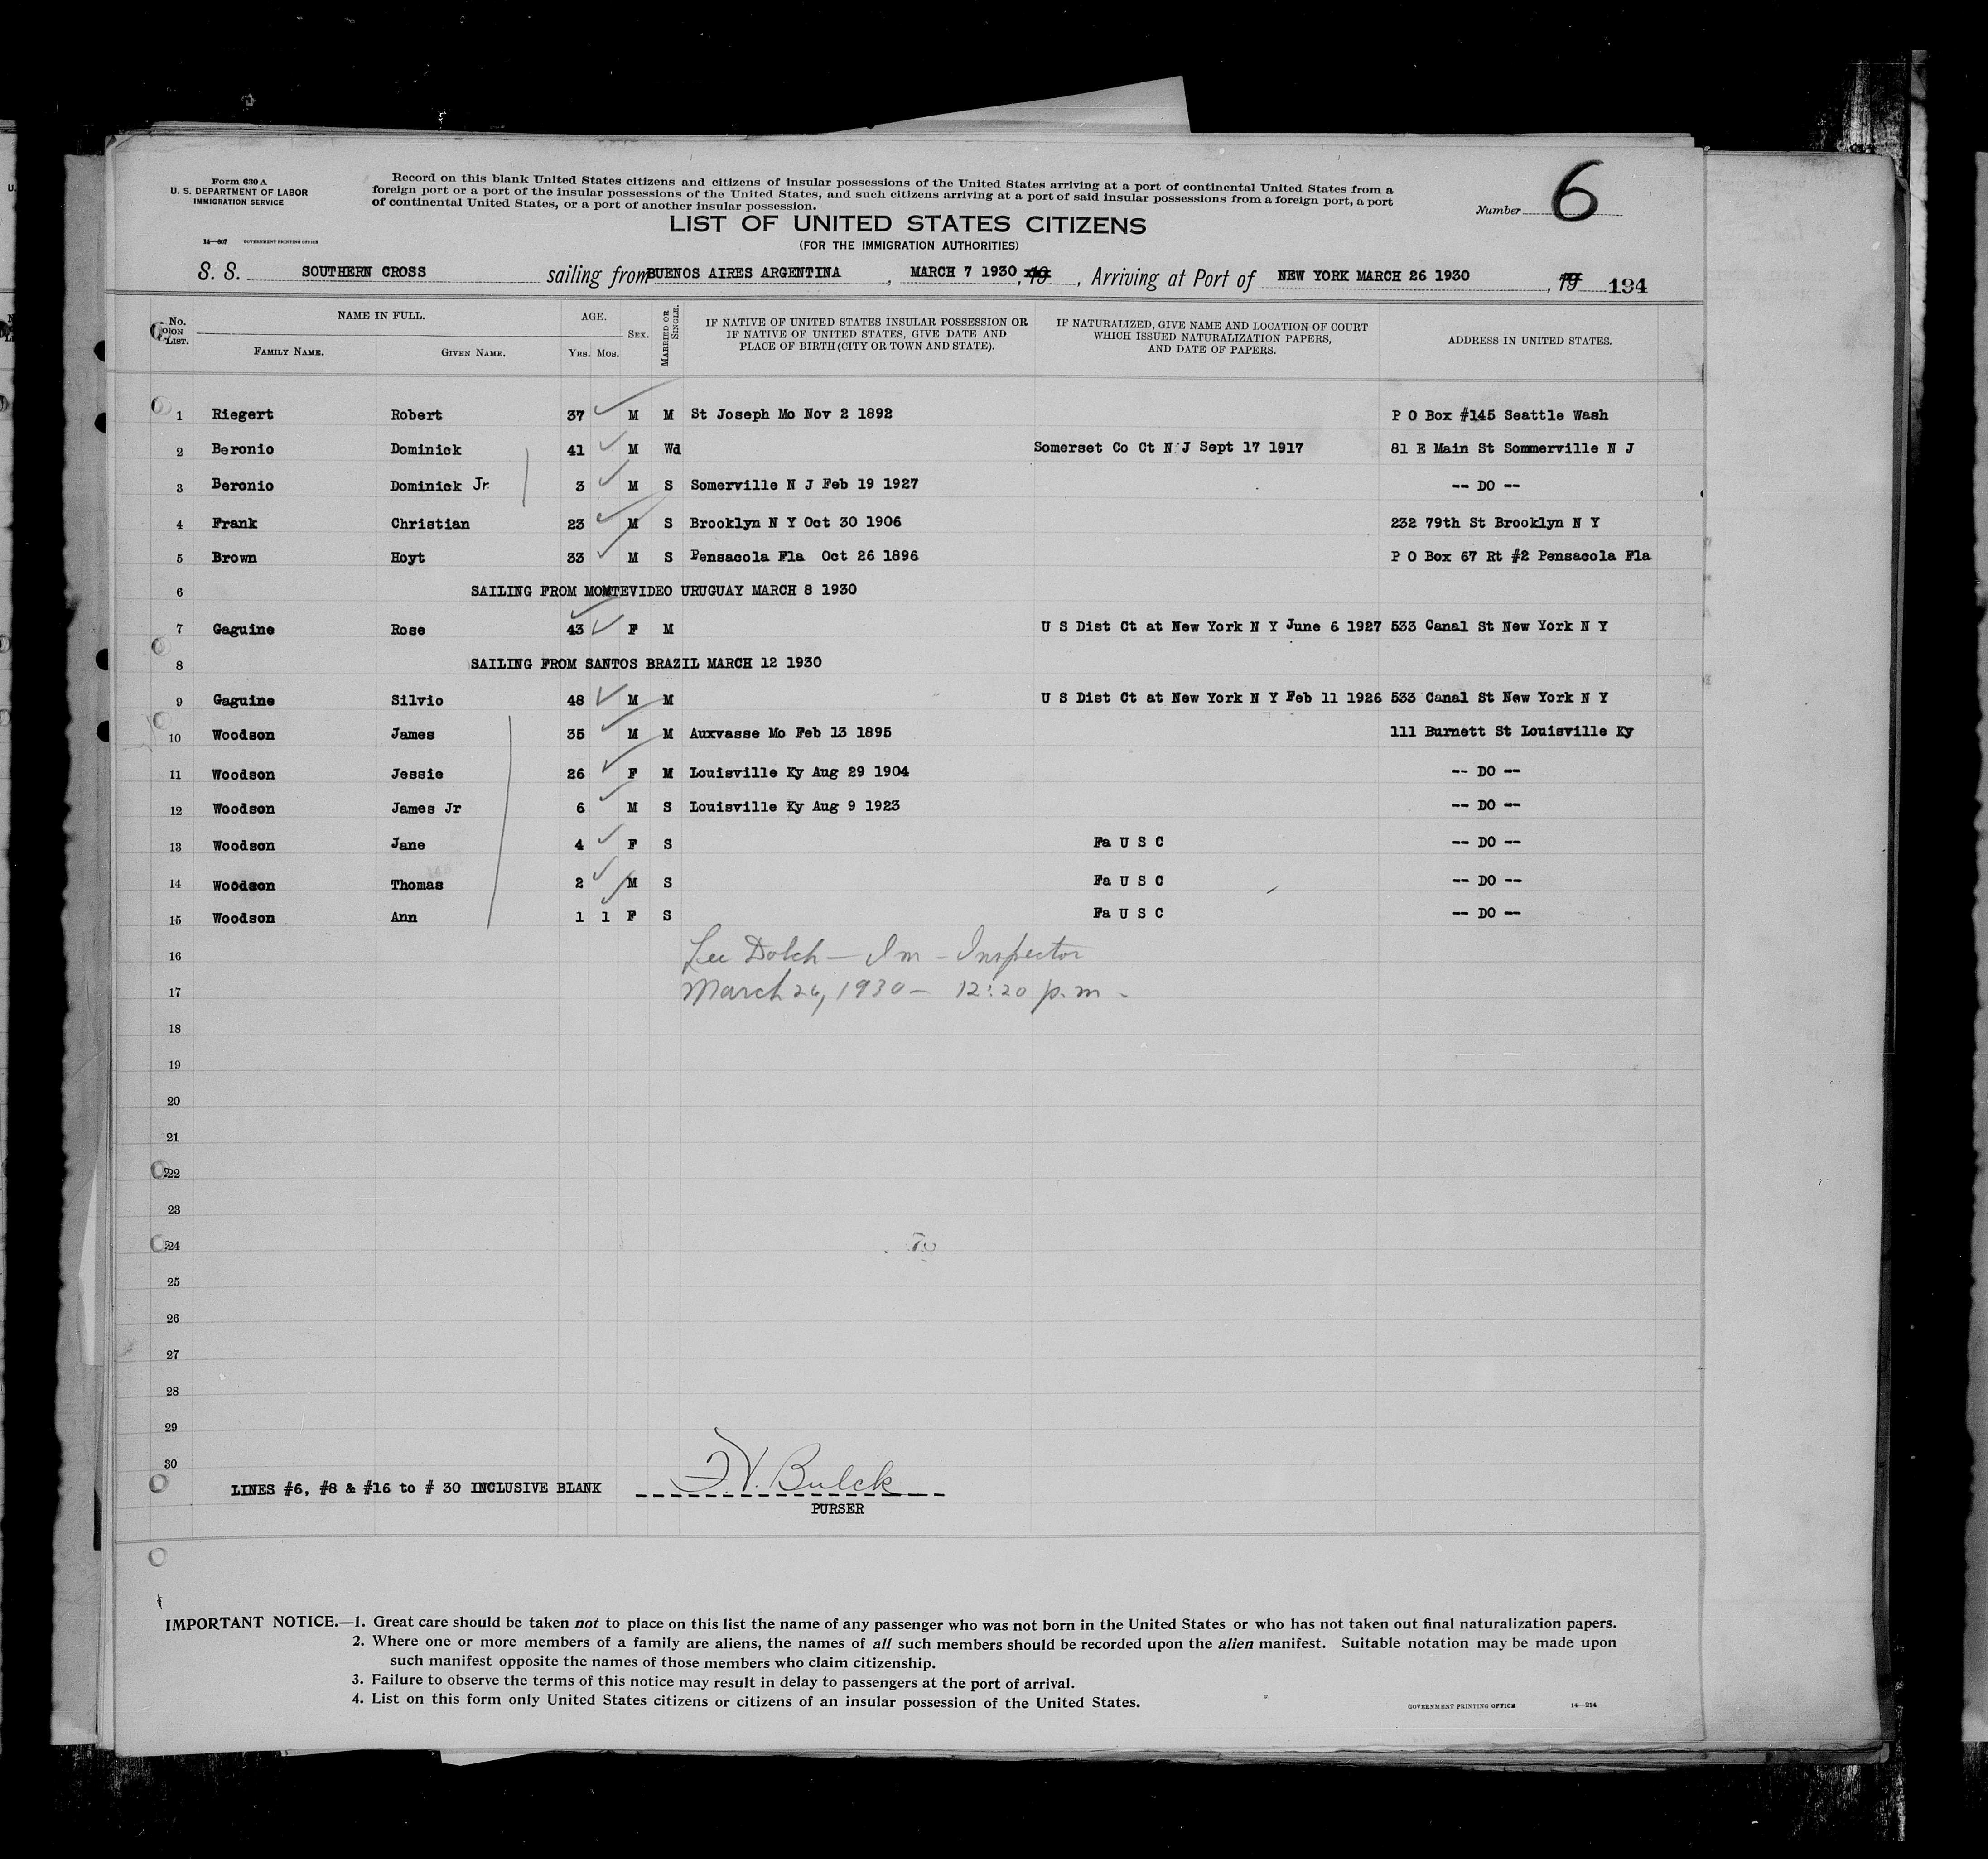 Form 630 A
U. S. DEPARTMENT OF LABOR
IMMIGRATION SERVICE
14—607 GOVERNMENT PRINTING OFFICE
Record on this blank United States citizens and citizens of insular possessions of the United States arriving at a port of continental United States from a
foreign port or a port of the insular possessions of the United States, and such citizens arriving at a port of said insular possessions from a foreign port, a port
of continental United States, or a port of another insular possession.
LIST OF UNITED STATES CITIZENS
(FOR THE IMMIGRATION AUTHORITIES)
Number 6
S. S. SOUTHERN CROSS sailing from BUENOS AIRES ARGENTINA , MARCH 7 1930 , 19 , Arriving at Port of NEW YORK MARCH 26 1930 , 19 194
No. ON LIST. NAME IN FULL. AGE. SEX. MARRIED OR SINGLE. IF NATIVE OF UNITED STATES INSULAR POSSESSION OR IF NATIVE OF UNITED STATES, GIVE DATE AND PLACE OF BIRTH (CITY OR TOWN AND STATE). IF NATURALIZED, GIVE NAME AND LOCATION OF COURT WHICH ISSUED NATURALIZATION PAPERS, AND DATE OF PAPERS. ADDRESS IN UNITED STATES.
FAMILY NAME. GIVEN NAME. YRS. MOS.
1 Riegert Robert 37 M M St Joseph Mo Nov 2 1892 P O Box #145 Seattle Wash
2 Beronio Dominick 41 M Wd Somerset Co Ct N J Sept 17 1917 81 E Main St Sommerville N J
3 Beronio Dominick Jr 3 M S Somerville N J Feb 19 1927 -- DO --
4 Frank Christian 23 M S Brooklyn N Y Oct 30 1906 232 79th St Brooklyn N Y
5 Brown Hoyt 33 M S Pensacola Fla Oct 26 1896 P O Box 67 Rt #2 Pensacola Fla
6 SAILING FROM MONTEVIDEO URUGUAY MARCH 8 1930
7 Gaguine Rose 43 F M U S Dist Ct at New York N Y June 6 1927 533 Canal St New York N Y
8 SAILING FROM SANTOS BRAZIL MARCH 12 1930
9 Gaguine Silvio 48 M M U S Dist Ct at New York N Y Feb 11 1926 533 Canal St New York N Y
10 Woodson James 35 M M Auxvasse Mo Feb 13 1895 111 Burnett St Louisville Ky
11 Woodson Jessie 26 F M Louisville Ky Aug 29 1904 -- DO --
12 Woodson James Jr 6 M S Louisville Ky Aug 9 1923 -- DO --
13 Woodson Jane 4 F S Fa U S C -- DO --
14 Woodson Thomas 2 M S Fa U S C -- DO --
15 Woodson Ann 1 1 F S Fa U S C -- DO --
16 Lee Dolch — Im - Inspector
17 March 26, 1930 — 12:20 p.m.
18
19
20
21
22
23
24
25
26
27
28
29
30
LINES #6, #8 & #16 to # 30 INCLUSIVE BLANK
Bulck
PURSER
IMPORTANT NOTICE.—1. Great care should be taken not to place on this list the name of any passenger who was not born in the United States or who has not taken out final naturalization papers.
2. Where one or more members of a family are aliens, the names of all such members should be recorded upon the alien manifest. Suitable notation may be made upon
such manifest opposite the names of those members who claim citizenship.
3. Failure to observe the terms of this notice may result in delay to passengers at the port of arrival.
4. List on this form only United States citizens or citizens of an insular possession of the United States.
GOVERNMENT PRINTING OFFICE 14—214